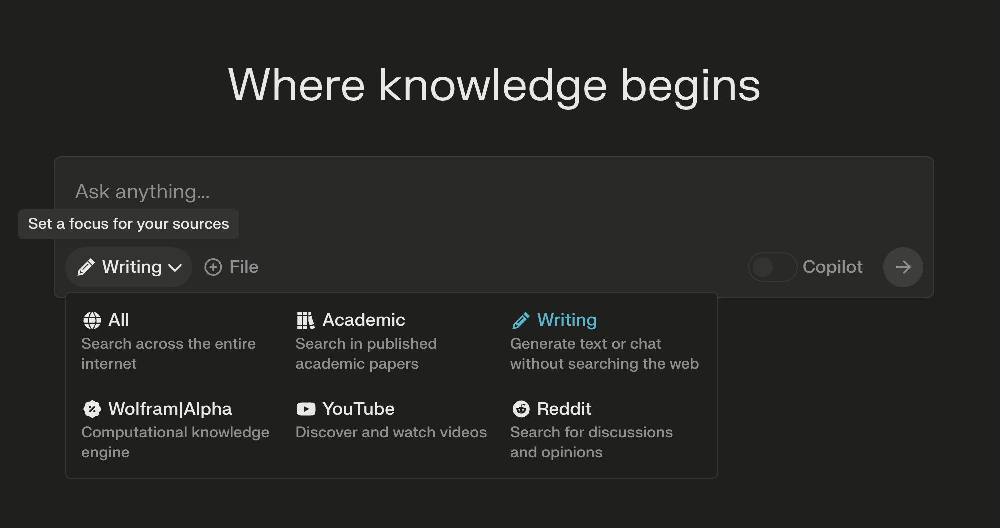 Where knowledge begins
Ask anything...
Set a focus for your sources
Writing
File
Copilot
All
Search across the entire
internet
Academic
Search in published
academic papers
Writing
Generate text or chat
without searching the web
Wolfram|Alpha
Computational knowledge
engine
YouTube
Discover and watch videos
Reddit
Search for discussions
and opinions